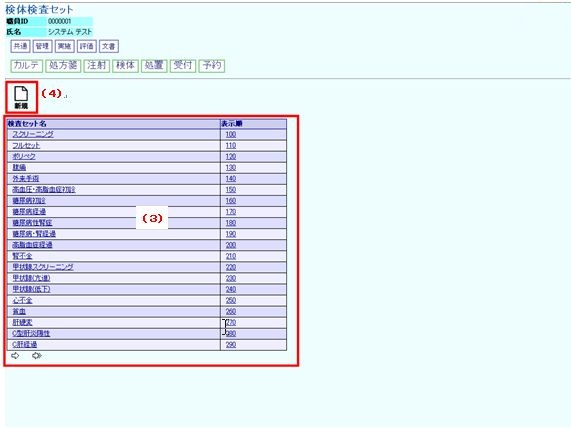 検体検査セット
職員ID 0000001
氏名 システム テスト
共通 管理 実施 評価 文書
カルテ 処方箋 注射 検体 処置 受付 予約
新規 (4)
検査セット名 表示順
スクリーニング 100
フルセット 110
ポリペク 120
腹痛 130
外来手術 140
高血圧・高脂血症初診 150
糖尿病初診 160
糖尿病経過 170
糖尿病性腎症 180
糖尿病・腎経過 190
高脂血症経過 200
腎不全 210
甲状腺スクリーニング 220
甲状腺(亢進) 230
甲状腺(低下) 240
心不全 250
貧血 260
肝硬変
C型肝炎陽性
C肝経過 290
(3)